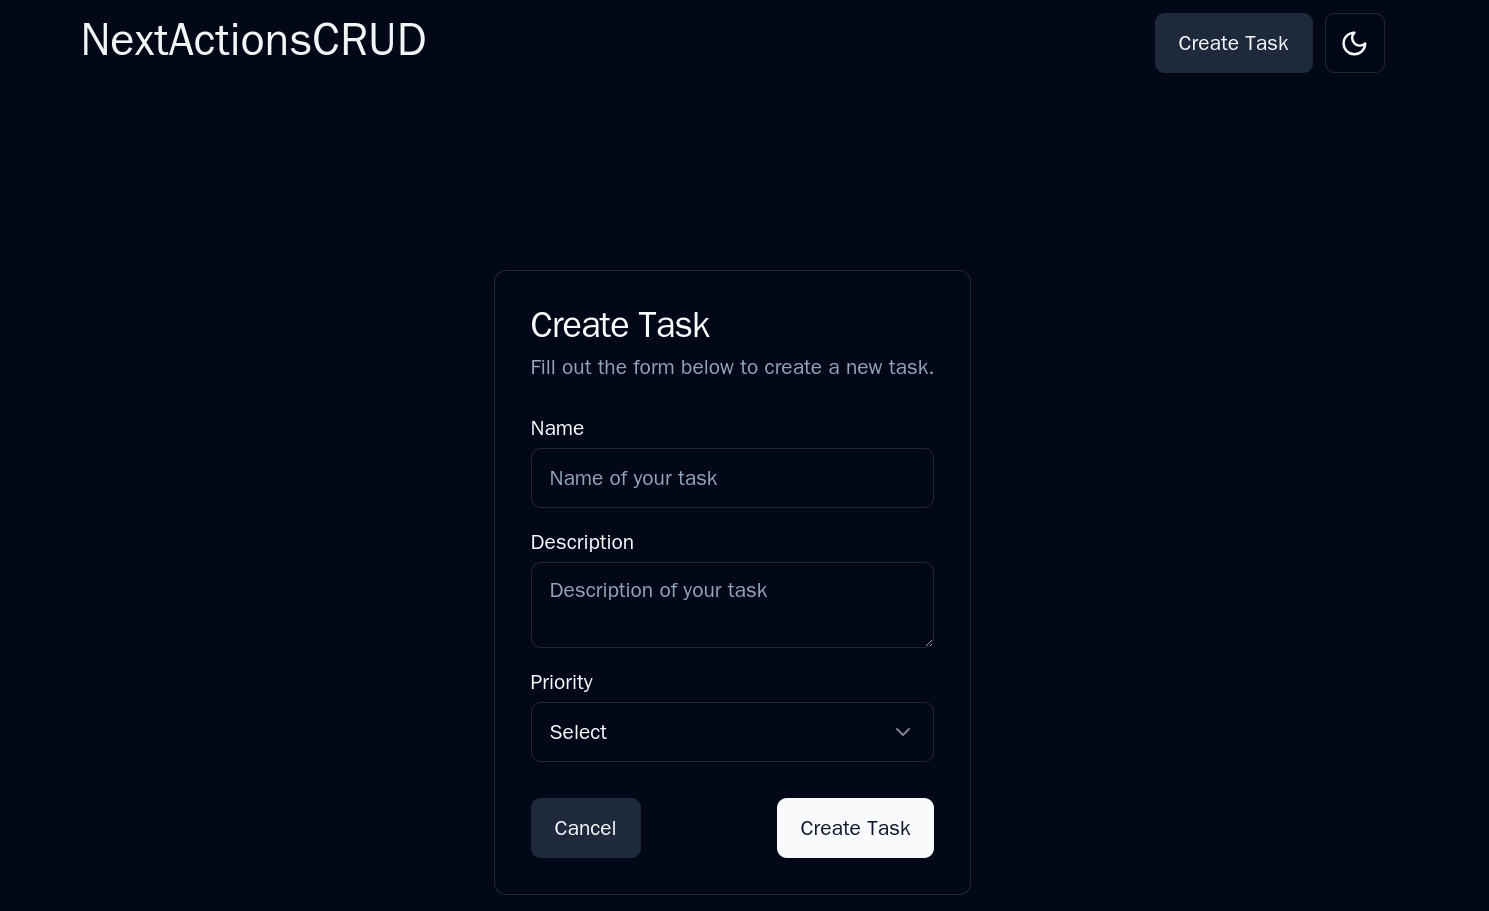 NextActionsCRUD
Create Task
Create Task
Fill out the form below to create a new task.
Name
Name of your task
Description
Description of your task
Priority
Select
Cancel
Create Task